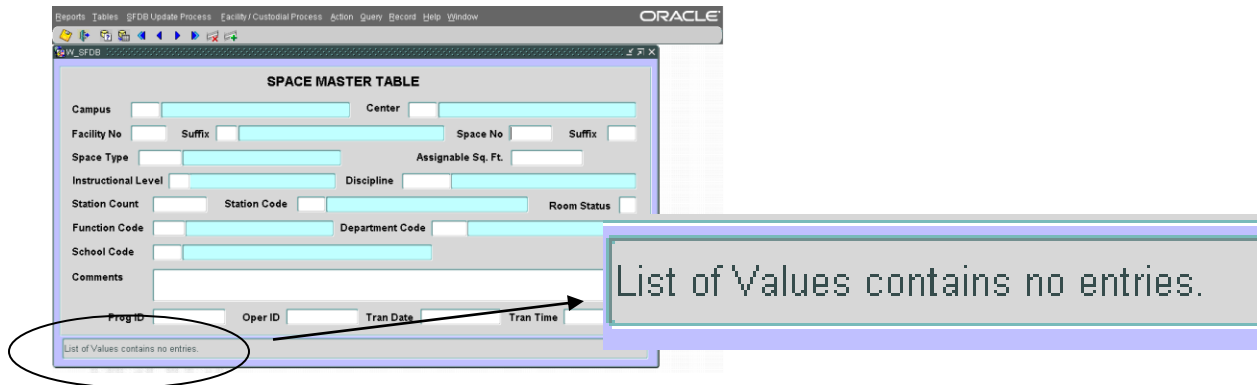 Reports Tables SFDB Update Process Facility / Custodial Process Action Query Record Help Window ORACLE
W_SFDB
SPACE MASTER TABLE
Campus Center
Facility No Suffix Space No Suffix
Space Type Assignable Sq. Ft.
Instructional Level Discipline
Station Count Station Code Room Status
Function Code Department Code
School Code
Comments
Prog ID Oper ID Tran Date Tran Time
List of Values contains no entries.
List of Values contains no entries.